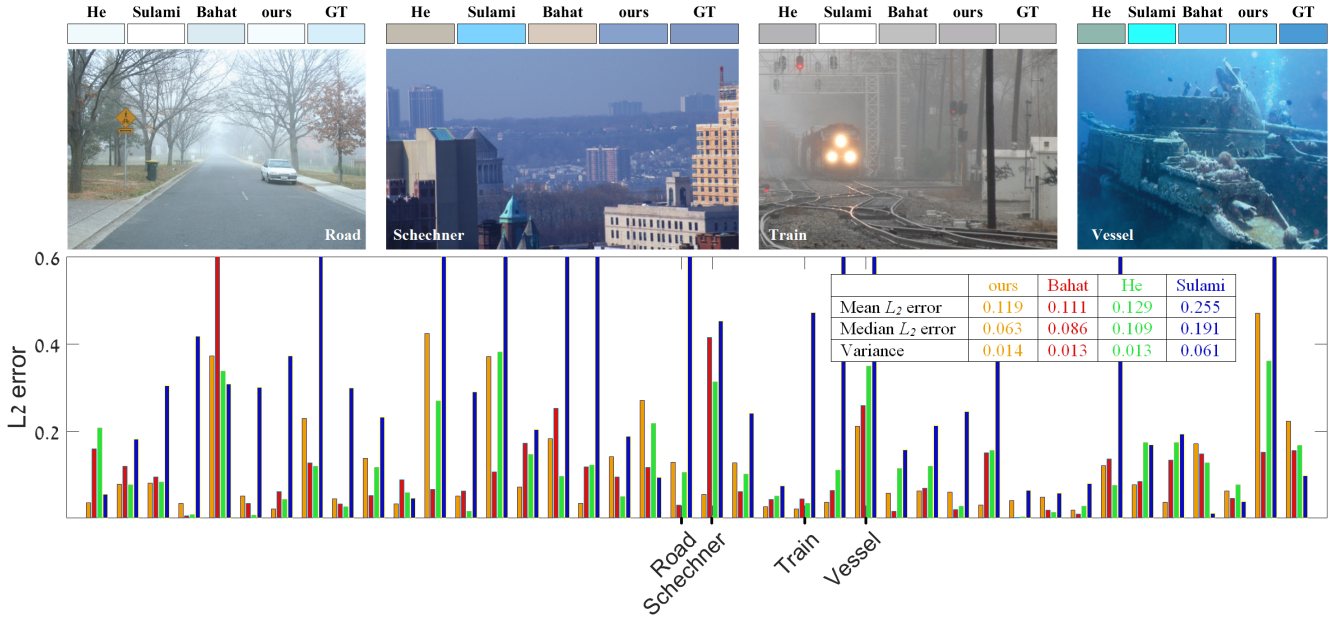 He Sulami Bahat ours GT He Sulami Bahat ours GT He Sulami Bahat ours GT He Sulami Bahat ours GT
Road Schechner Train Vessel
0.6
0.4
0.2
L2 error
ours Bahat He Sulami
Mean L2 error 0.119 0.111 0.129 0.255
Median L2 error 0.063 0.086 0.109 0.191
Variance 0.014 0.013 0.013 0.061
Road
Schechner
Train
Vessel